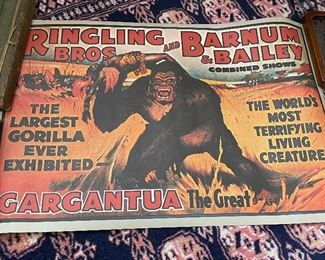 RINGLING BROS AND BARNUM & BAILEY
COMBINED SHOWS
THE
LARGEST
GORILLA
EVER
EXHIBITED—
THE WORLD'S
MOST
TERRIFYING
LIVING
CREATURE!
GARGANTUA The Great